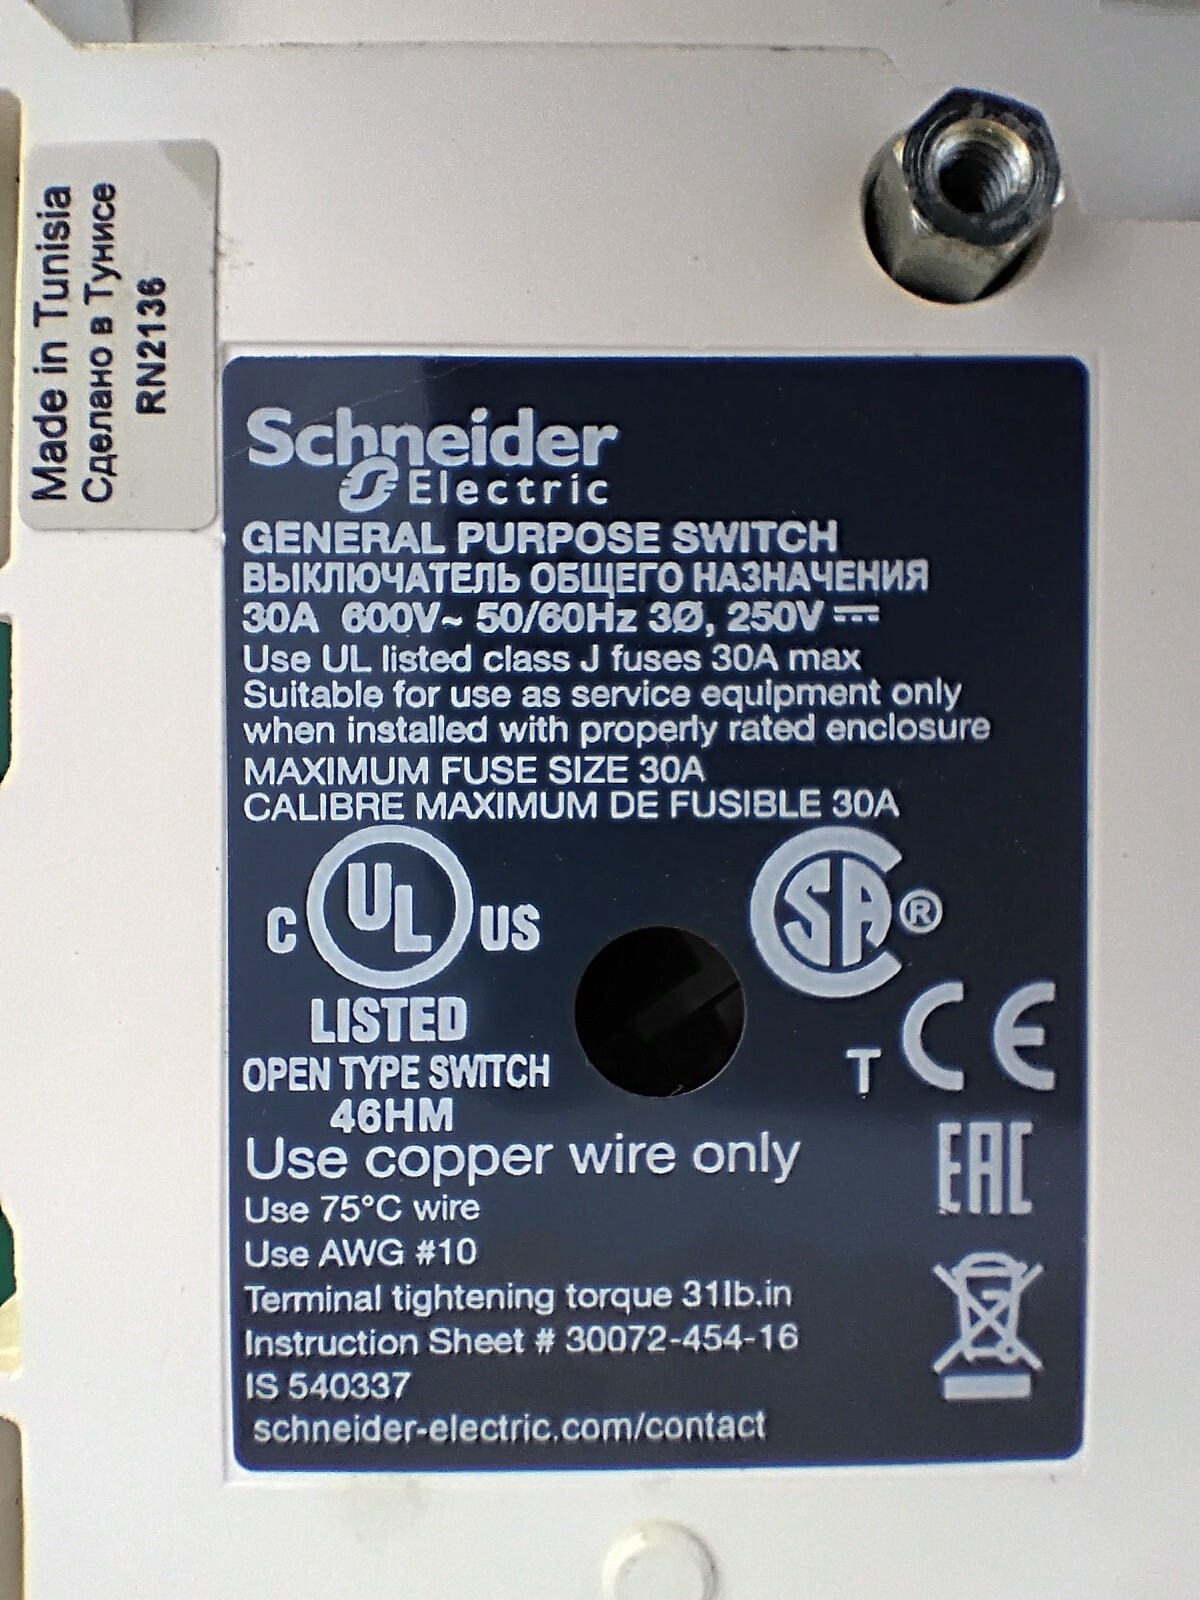 Made in Tunisia
Сделано в Тунисе
RN2136
Schneider
Electric
GENERAL PURPOSE SWITCH
ВЫКЛЮЧАТЕЛЬ ОБЩЕГО НАЗНАЧЕНИЯ
30A 600V~ 50/60Hz 3Ø, 250V ⎓
Use UL listed class J fuses 30A max
Suitable for use as service equipment only
when installed with properly rated enclosure
MAXIMUM FUSE SIZE 30A
CALIBRE MAXIMUM DE FUSIBLE 30A
C UL US
LISTED
SA ®
OPEN TYPE SWITCH
46HM
T CE
Use copper wire only
EAC
Use 75°C wire
Use AWG #10
Terminal tightening torque 31lb.in
Instruction Sheet # 30072-454-16
IS 540337
schneider-electric.com/contact